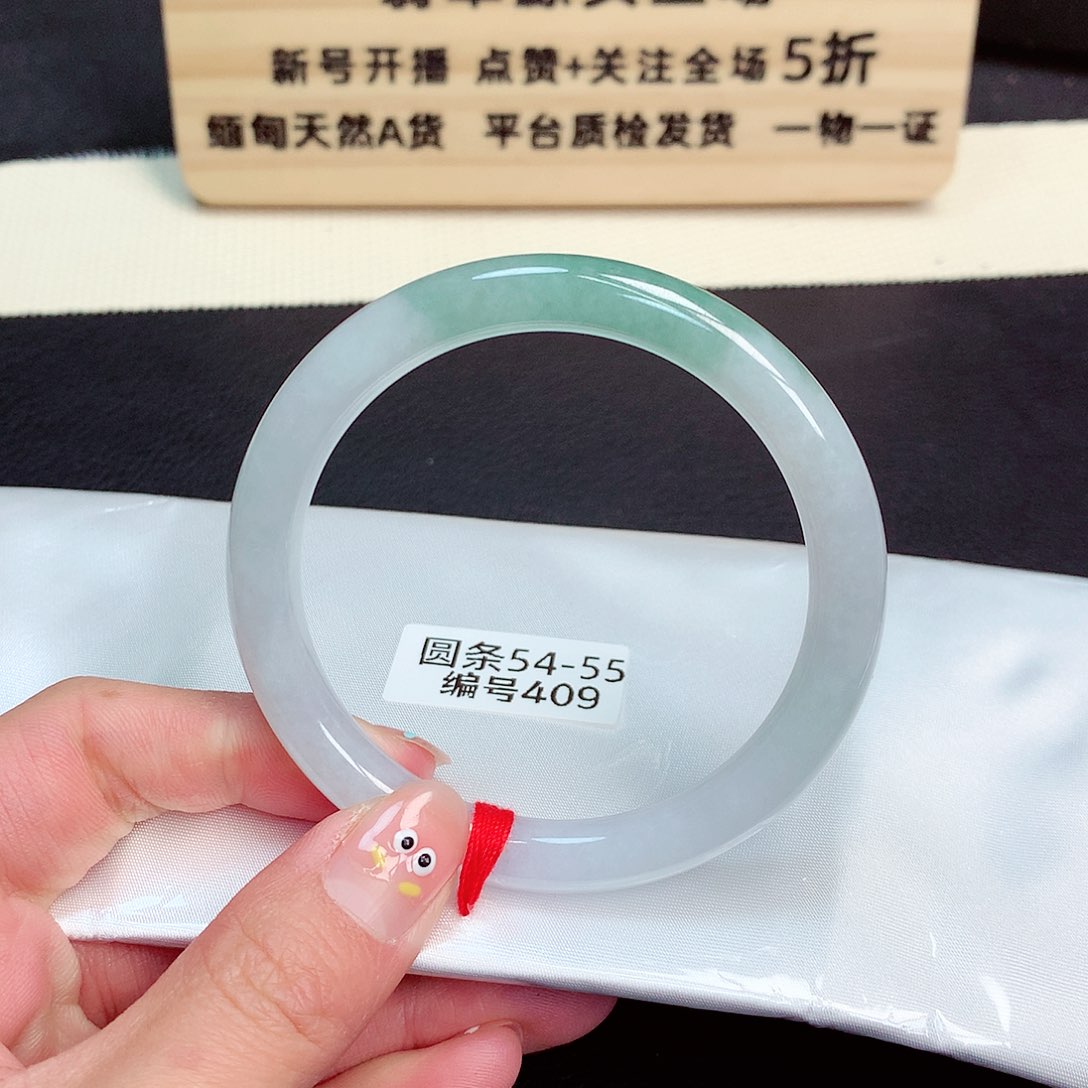 新号开播 点赞+关注全场5折
缅甸天然A货 平台质检发货 一物一证
圆条54-55
编号409